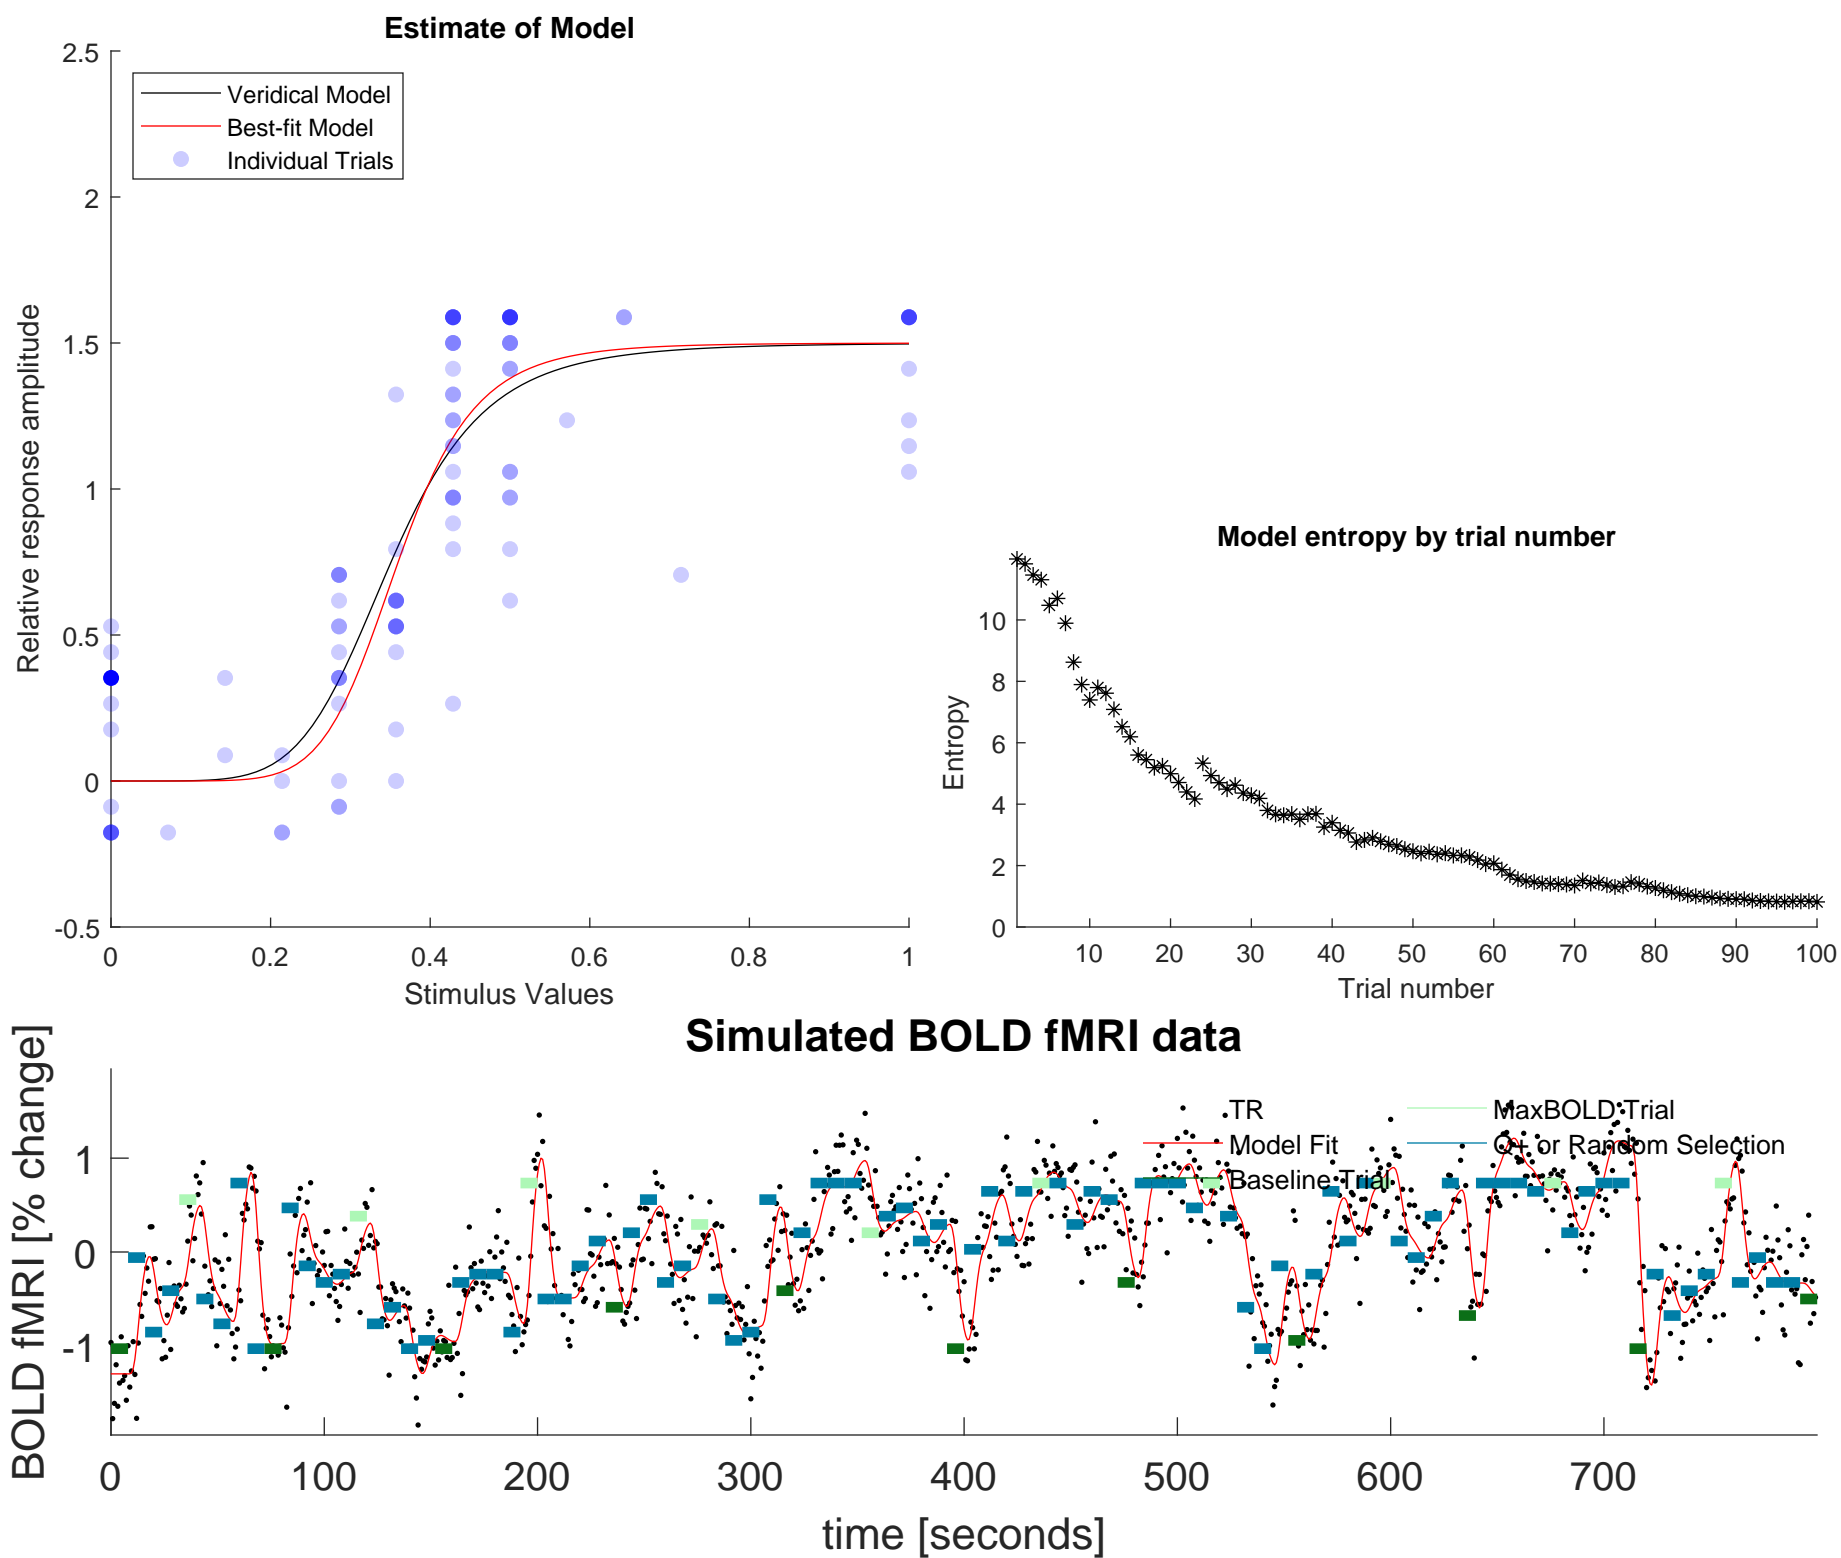 Estimate of Model
2.5
Veridical Model
Best-fit Model
Individual Trials
2
1.5
1
0.5
0
-0.5
Relative response amplitude
0 0.2 0.4 0.6 0.8 1
Stimulus Values
Model entropy by trial number
10
8
6
4
2
0
Entropy
10 20 30 40 50 60 70 80 90 100
Trial number
Simulated BOLD fMRI data
BOLD fMRI [% change]
TR
Model Fit
Baseline Trial
MaxBOLD Trial
Q+ or Random Selection
1
0
-1
0 100 200 300 400 500 600 700
time [seconds]